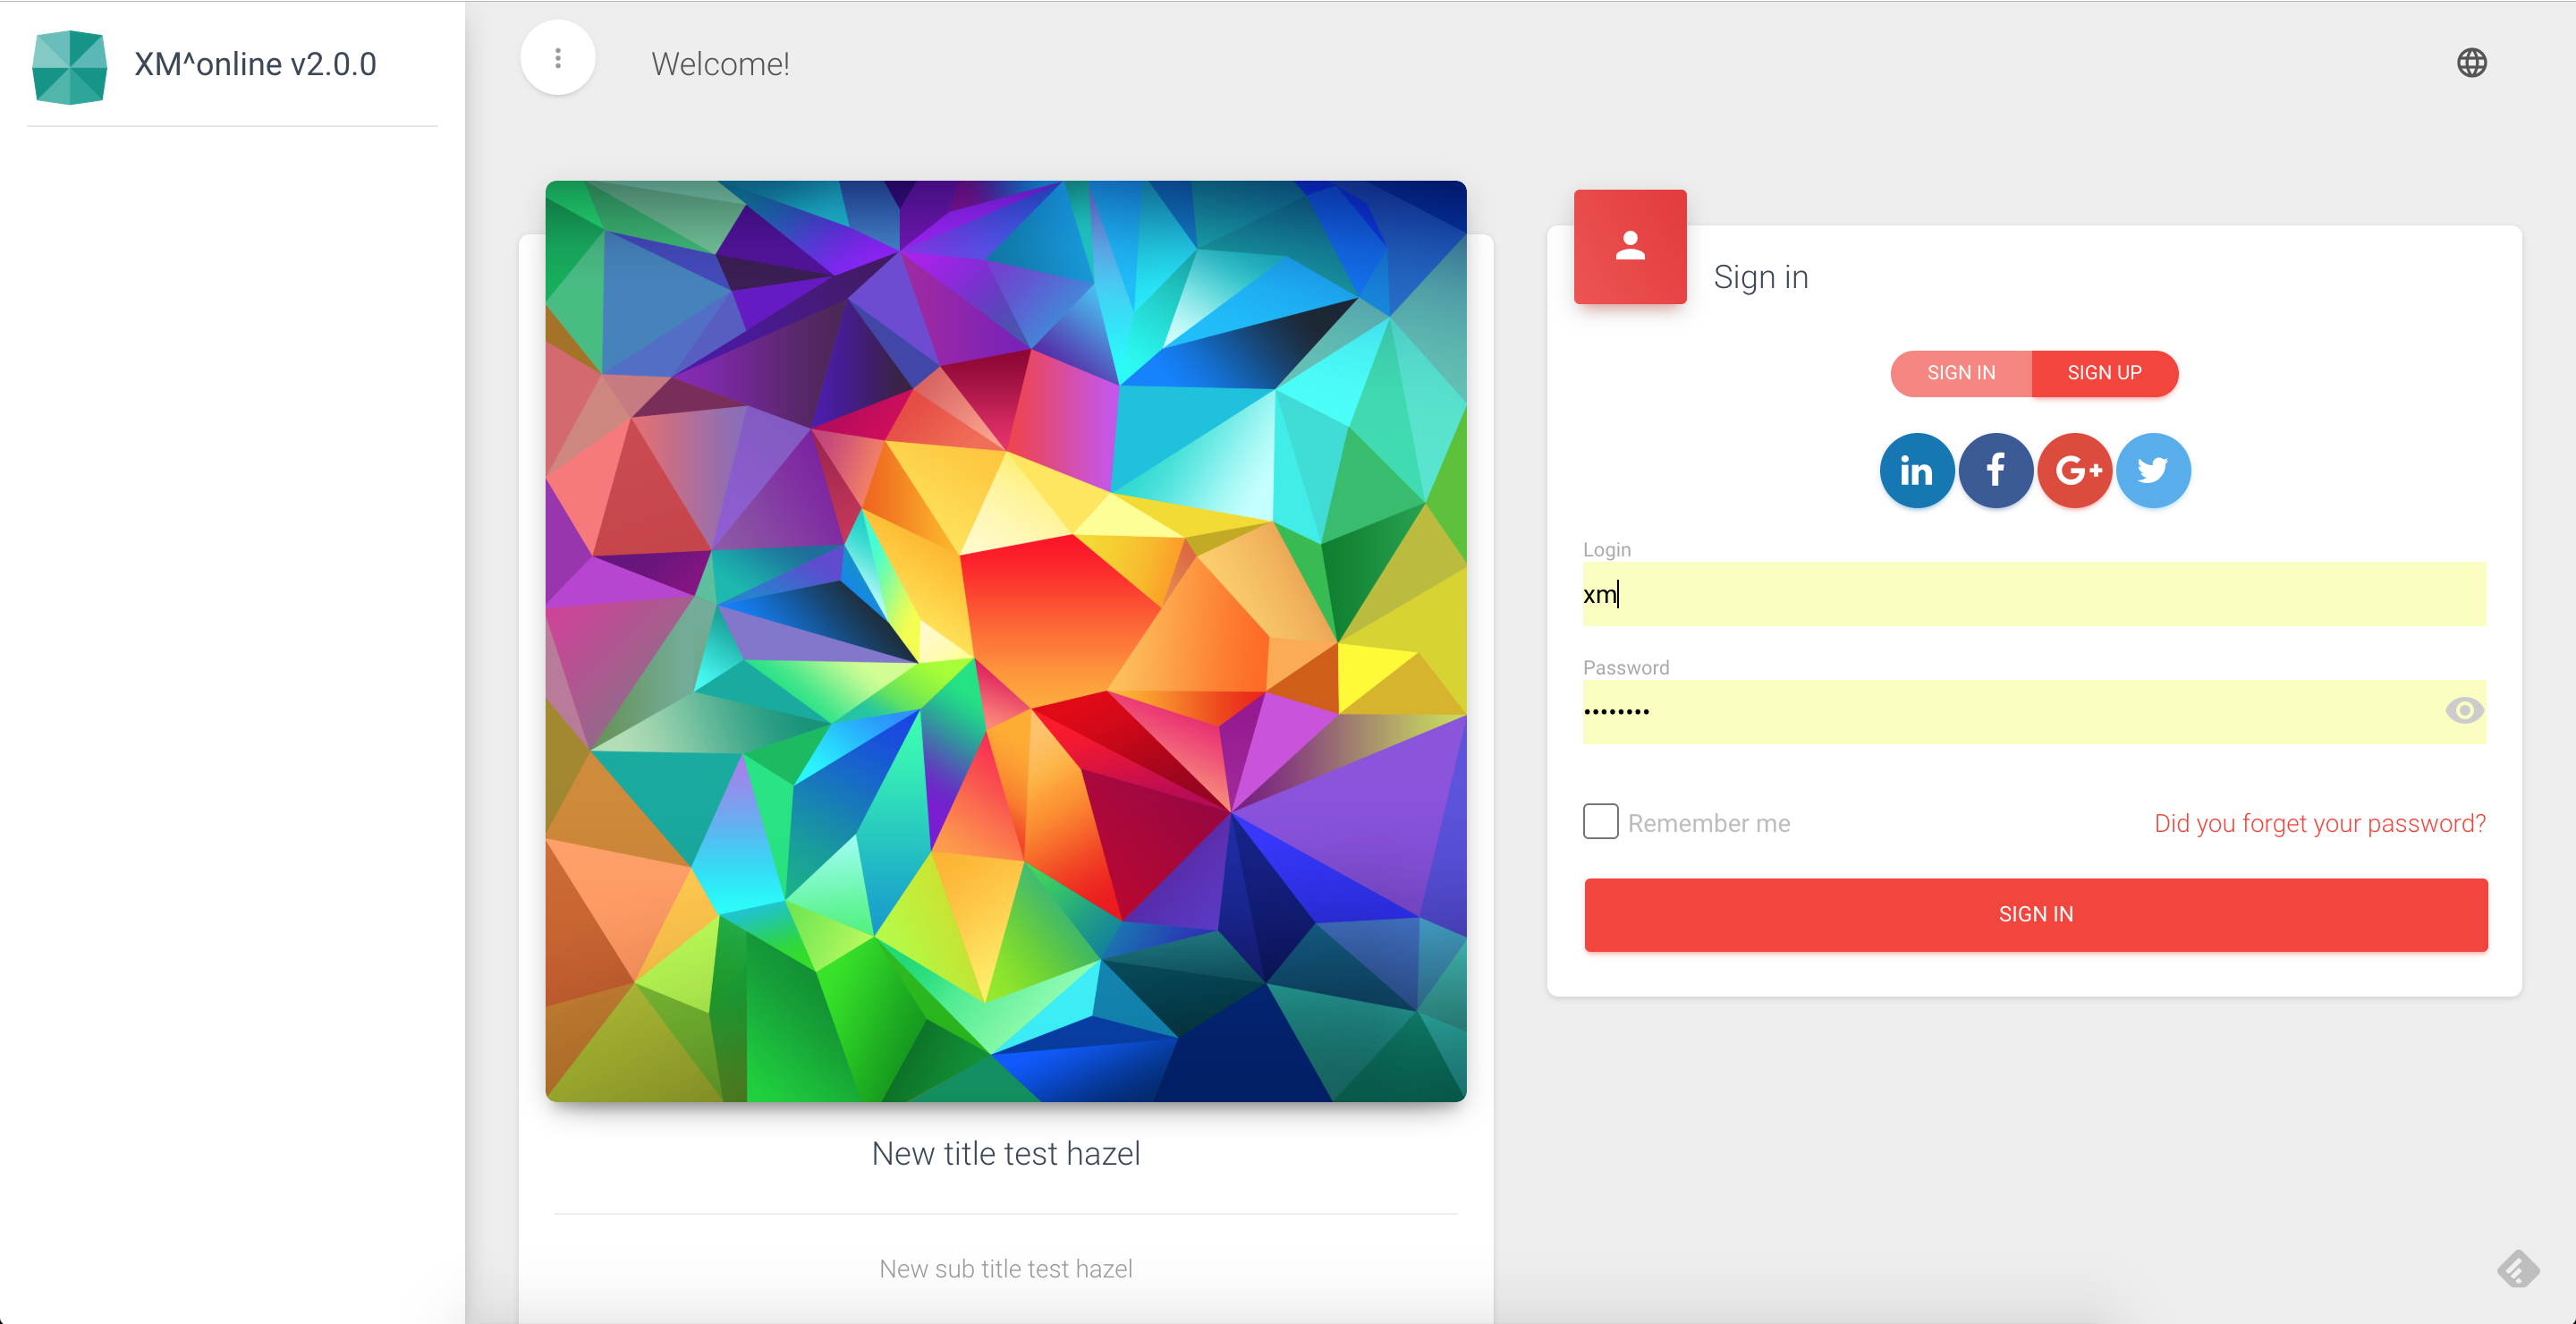 XM^online v2.0.0
Welcome!
Sign in
SIGN IN SIGN UP
in f G+
Login
xm
Password
••••••••
Remember me Did you forget your password?
SIGN IN
New title test hazel
New sub title test hazel